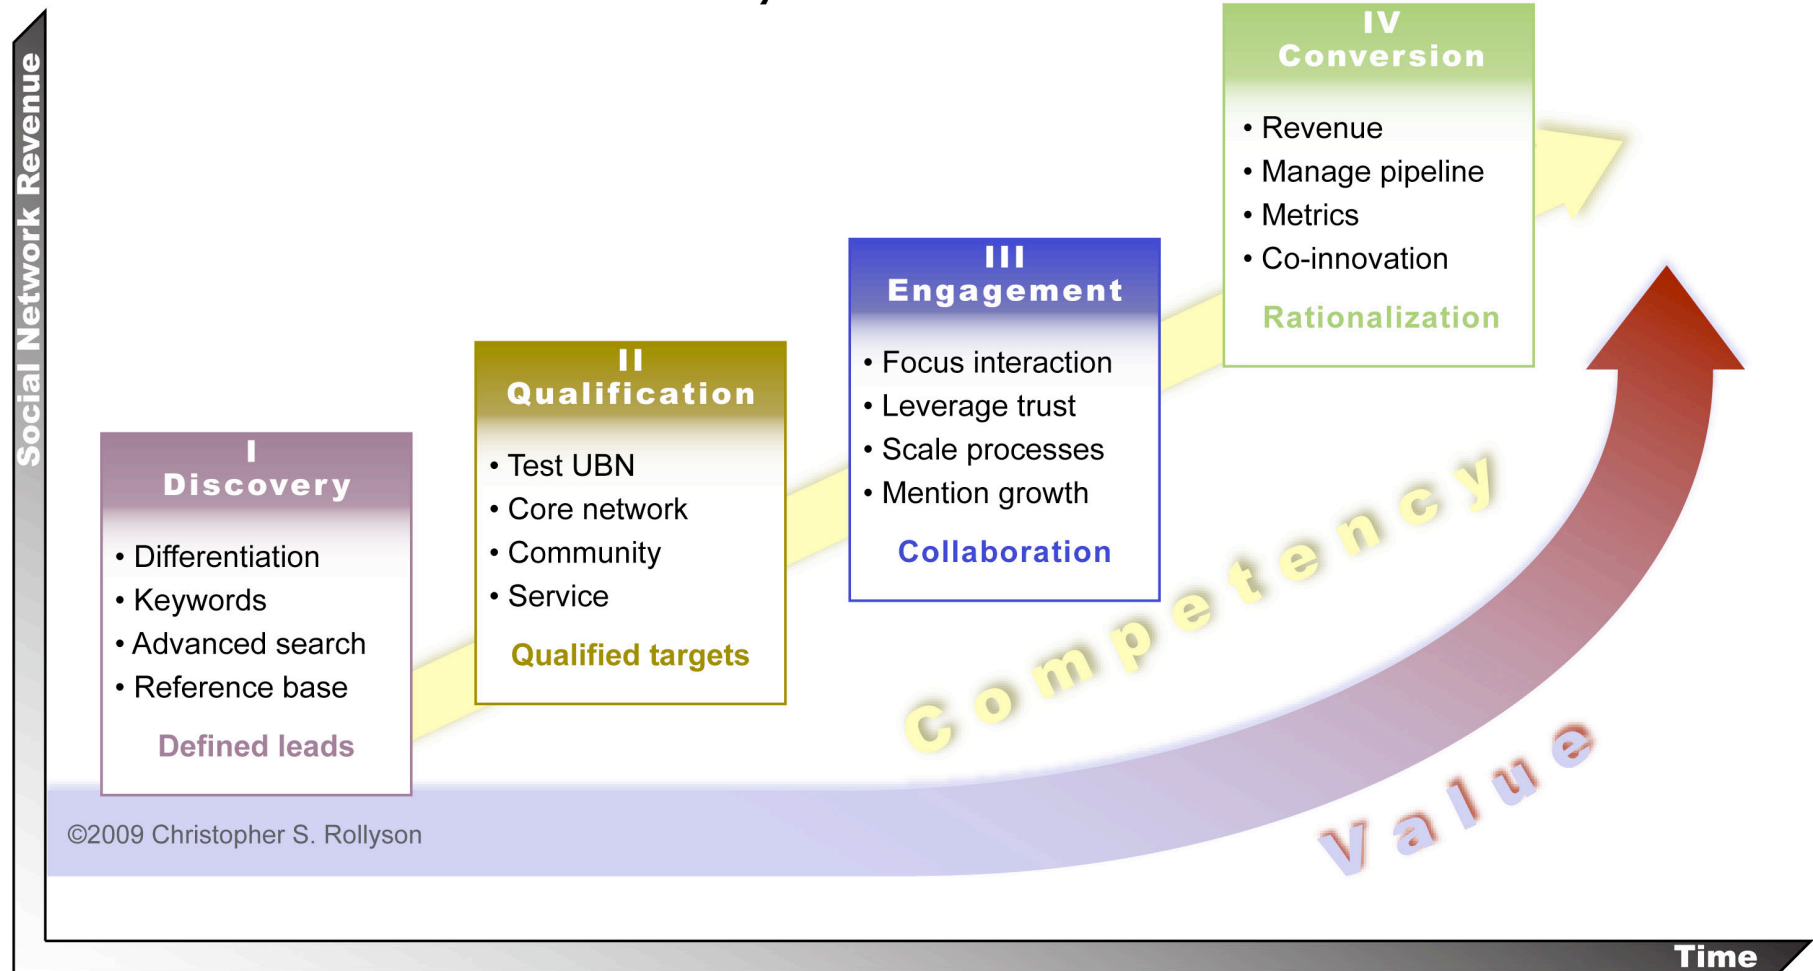 Social Network Revenue
I
Discovery
• Differentiation
• Keywords
• Advanced search
• Reference base
Defined leads
II
Qualification
• Test UBN
• Core network
• Community
• Service
Qualified targets
III
Engagement
• Focus interaction
• Leverage trust
• Scale processes
• Mention growth
Collaboration
IV
Conversion
• Revenue
• Manage pipeline
• Metrics
• Co-innovation
Rationalization
Competency
Value
©2009 Christopher S. Rollyson
Time